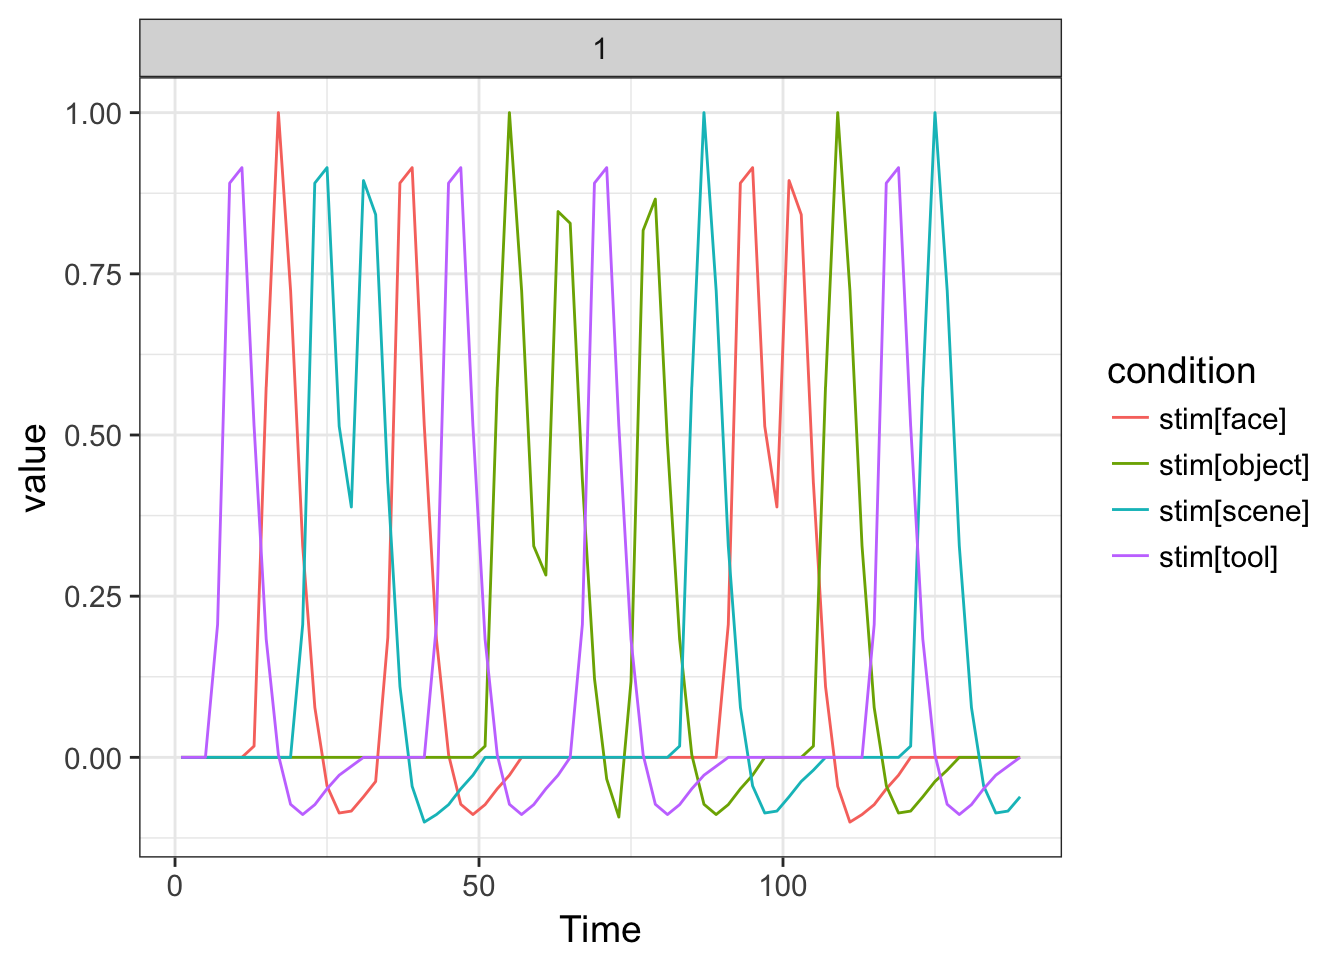 1
1.00
0.75
0.50
0.25
0.00
value
0
50
100
Time
condition
stim[face]
stim[object]
stim[scene]
stim[tool]